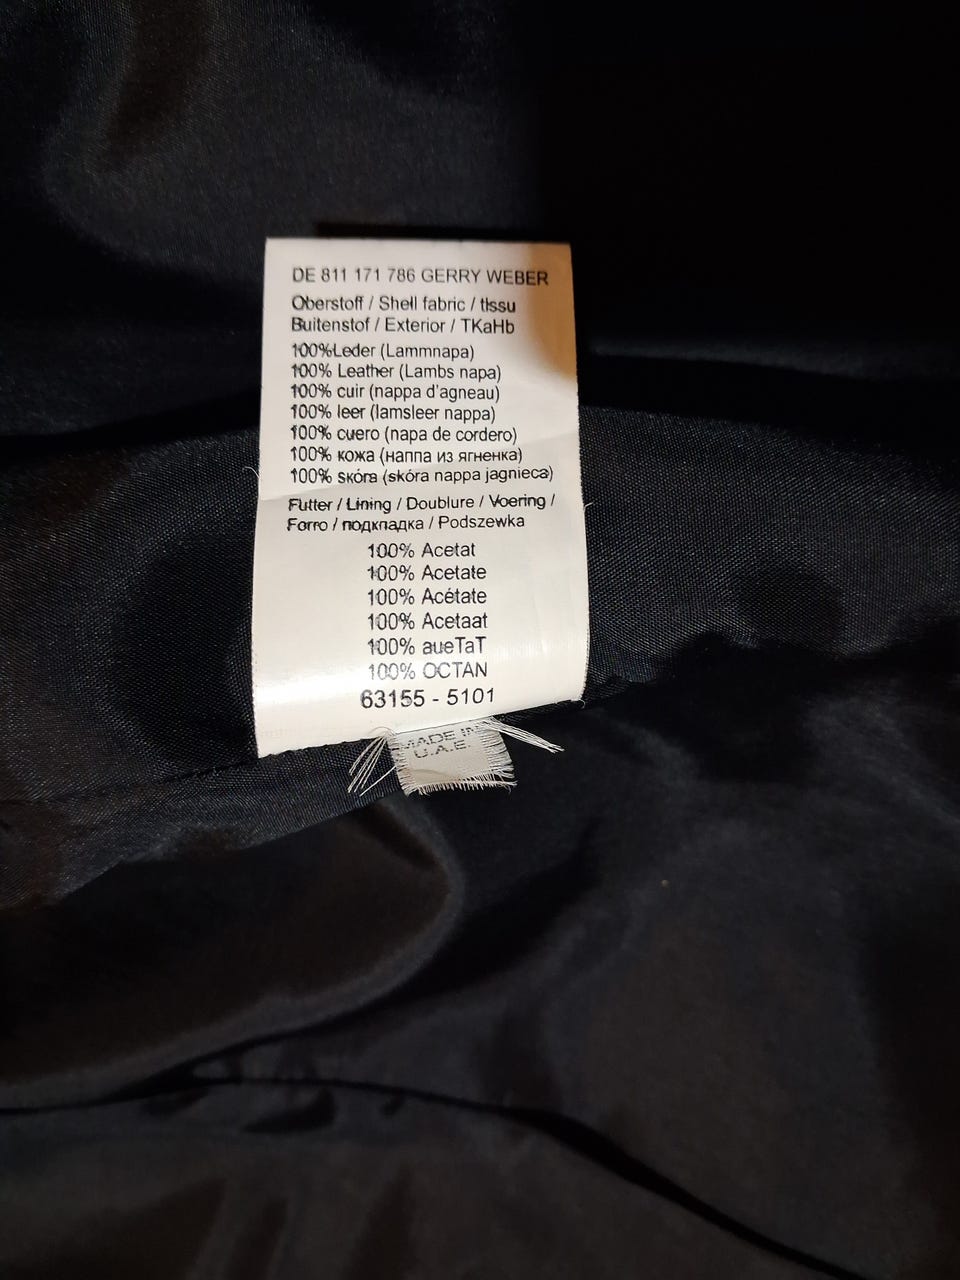 DE 811 171 786 GERRY WEBER
Oberstoff / Shell fabric / tIssu
Buitenstof / Exterior / TKaHb
100%Leder (Lammnapa)
100% Leather (Lambs napa)
100% cuir (nappa d'agneau)
100% leer (lamsleer nappa)
100% cuero (napa de cordero)
100% кожа (наппа из ягненка)
100% skóra (skóra nappa jagnieca)
Futter / Lining / Doublure / Voering /
Forro / подкладка / Podszewka
100% Acetat
100% Acetate
100% Acétate
100% Acetaat
100% aueTaT
100% OCTAN
63155 - 5101
MADE IN
U.A.E.